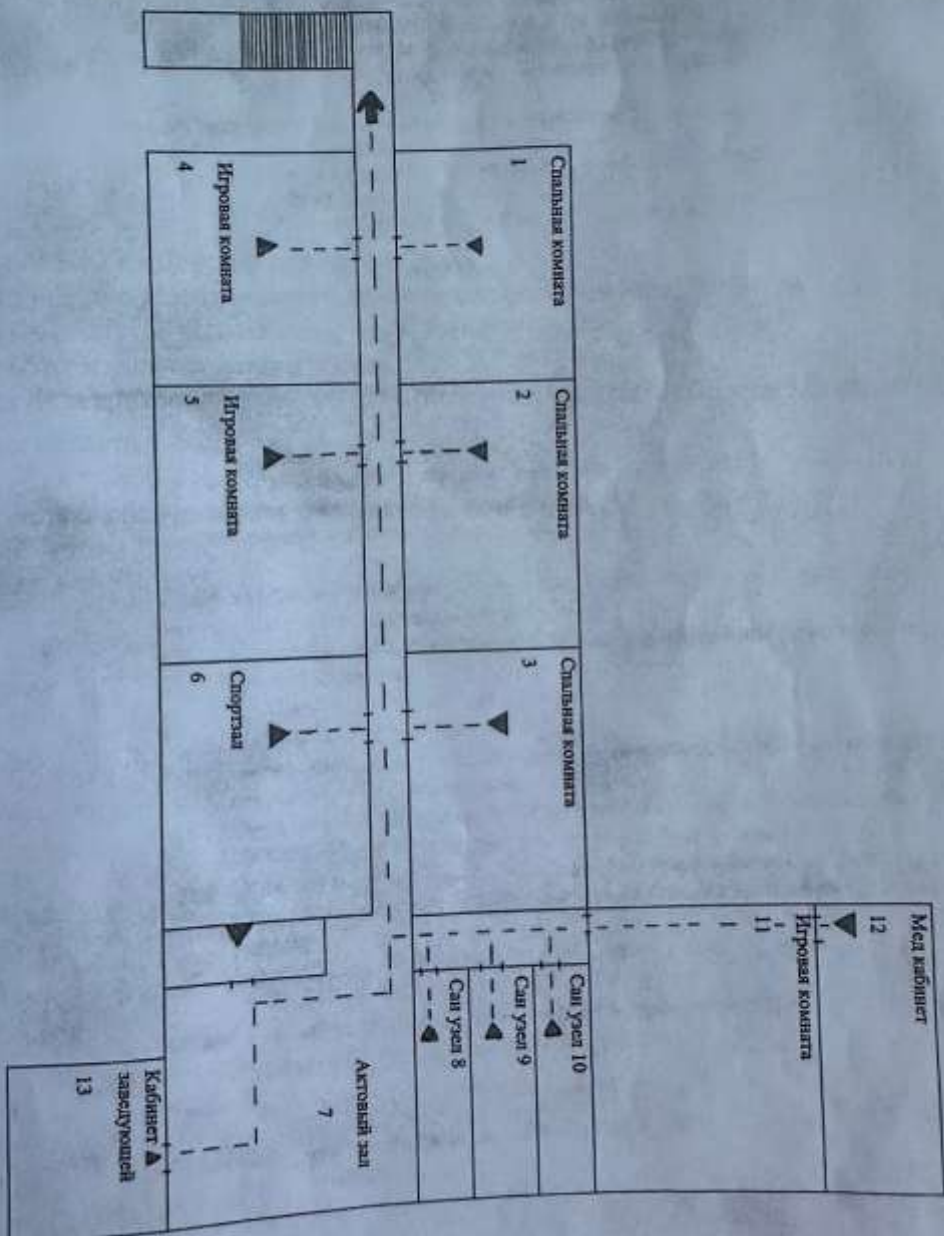 Спальная комната
1
Спальная комната
2
Спальная комната
3
Игровая комната
4
Игровая комната
5
Спортзал
6
Мед кабинет
12
Игровая комната
11
Сан узел 10
Сан узел 9
Сан узел 8
Актовый зал
7
Кабинет
заведующей
13